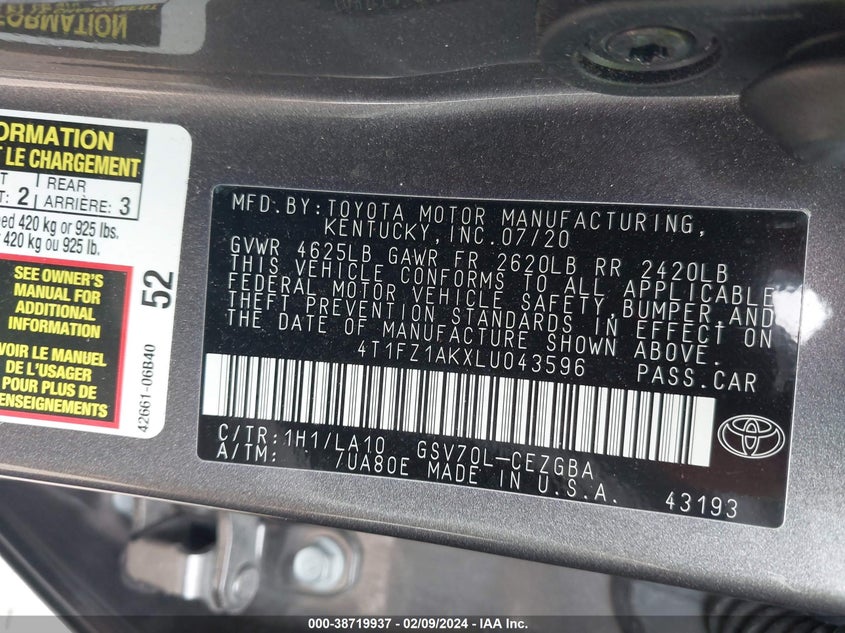 ORMATION
T LE CHARGEMENT
T REAR
T: 2 ARRIÈRE: 3
ed 420 kg or 925 lbs.
420 kg ou 925 lb.
SEE OWNER'S
MANUAL FOR
ADDITIONAL
INFORMATION
VOIR LE MANUEL
DE L'USAGER
POUR PLUS DE
RENSEIGNEMENTS
52
42661-06B40
MFD.BY:TOYOTA MOTOR MANUFACTURING,
KENTUCKY,INC.07/20
GVWR 4625LB GAWR FR 2620LB RR 2420LB
THIS VEHICLE CONFORMS TO ALL APPLICABLE
FEDERAL MOTOR VEHICLE SAFETY,BUMPER,AND
THEFT PREVENTION STANDARDS IN EFFECT ON
THE DATE OF MANUFACTURE SHOWN ABOVE.
4T1FZ1AKXLU043596 PASS.CAR
C/TR:1H1/LA10 GSV70L-CEZGBA
A/TM: /UA80E MADE IN U.S.A.
43193
000-38719937 - 02/09/2024 - IAA Inc.